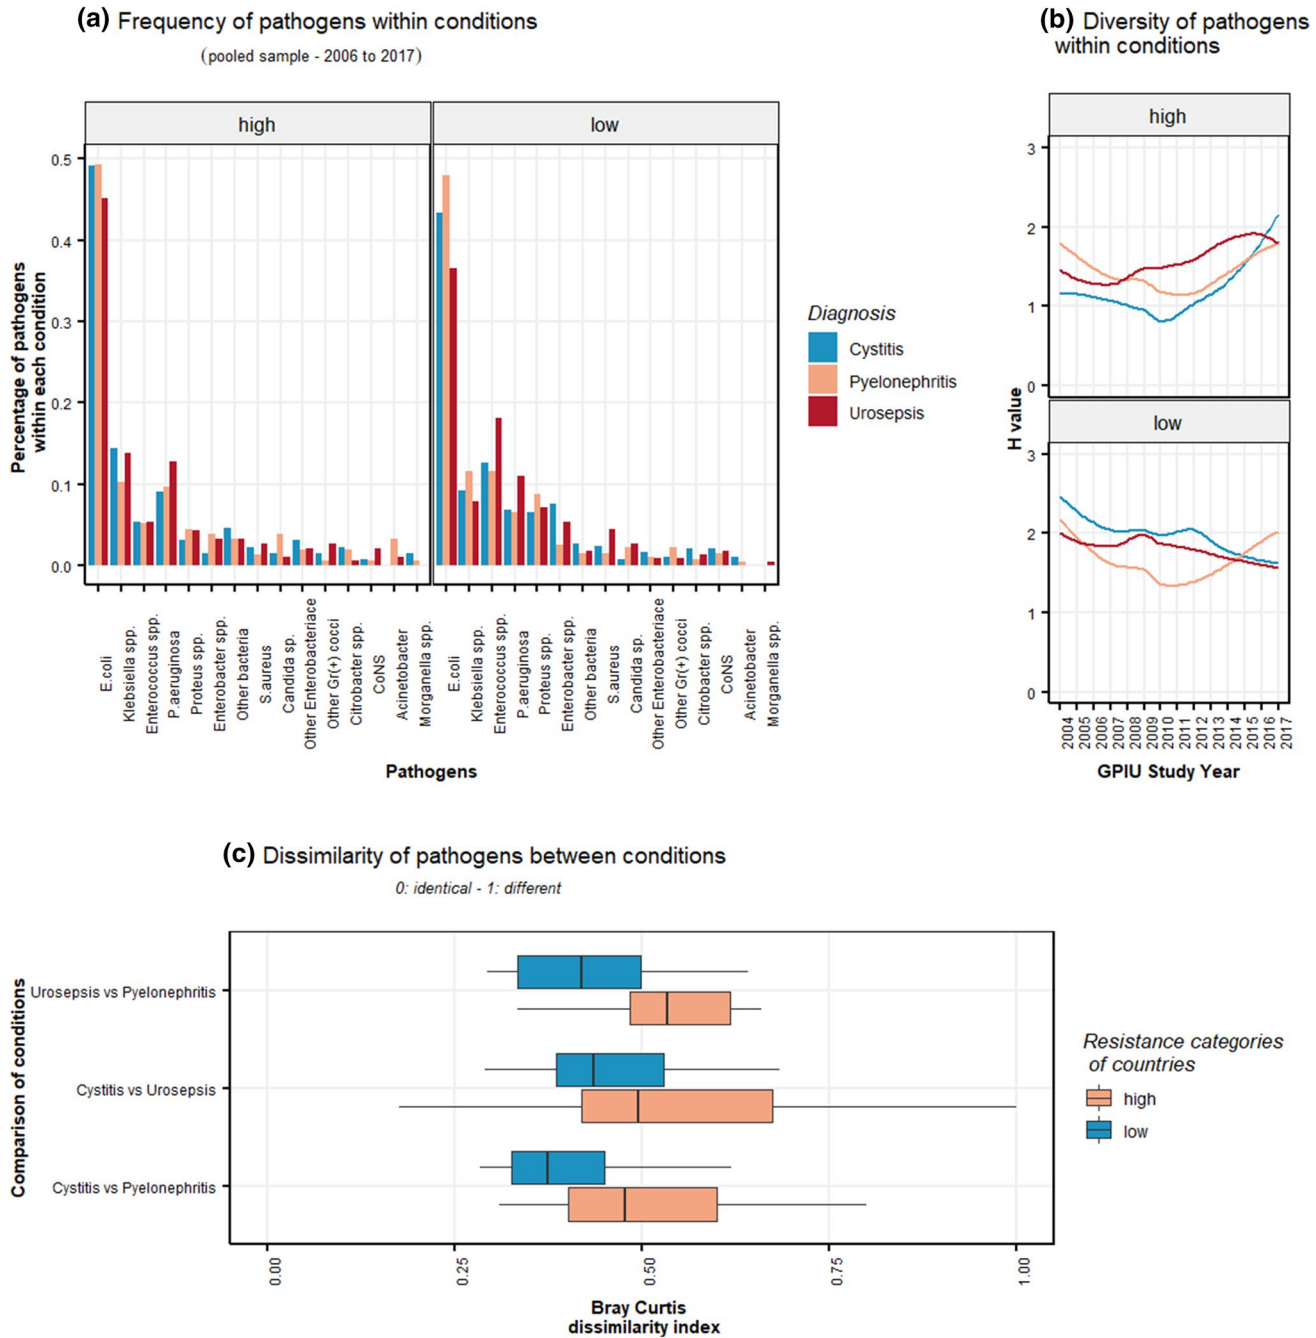 (a) Frequency of pathogens within conditions
(pooled sample - 2006 to 2017)
high
low
0.5
0.4
0.3
0.2
0.1
0.0
Percentage of pathogens
within each condition
E.coli
Klebsiella spp.
Enterococcus spp.
P.aeruginosa
Proteus spp.
Enterobacter spp.
Other bacteria
S.aureus
Candida sp.
Other Enterobacteriace
Other Gr(+) cocci
Citrobacter spp.
CoNS
Acinetobacter
Morganella spp.
E.coli
Klebsiella spp.
Enterococcus spp.
P.aeruginosa
Proteus spp.
Enterobacter spp.
Other bacteria
S.aureus
Candida sp.
Other Enterobacteriace
Other Gr(+) cocci
Citrobacter spp.
CoNS
Acinetobacter
Morganella spp.
Pathogens
Diagnosis
Cystitis
Pyelonephritis
Urosepsis
(b) Diversity of pathogens
within conditions
high
3
2
1
0
low
3
2
1
0
H value
2004
2005
2006
2007
2008
2009
2010
2011
2012
2013
2014
2015
2016
2017
GPIU Study Year
(c) Dissimilarity of pathogens between conditions
0: identical - 1: different
Comparison of conditions
Urosepsis vs Pyelonephritis
Cystitis vs Urosepsis
Cystitis vs Pyelonephritis
0.00
0.25
0.50
0.75
1.00
Bray Curtis
dissimilarity index
Resistance categories
of countries
high
low